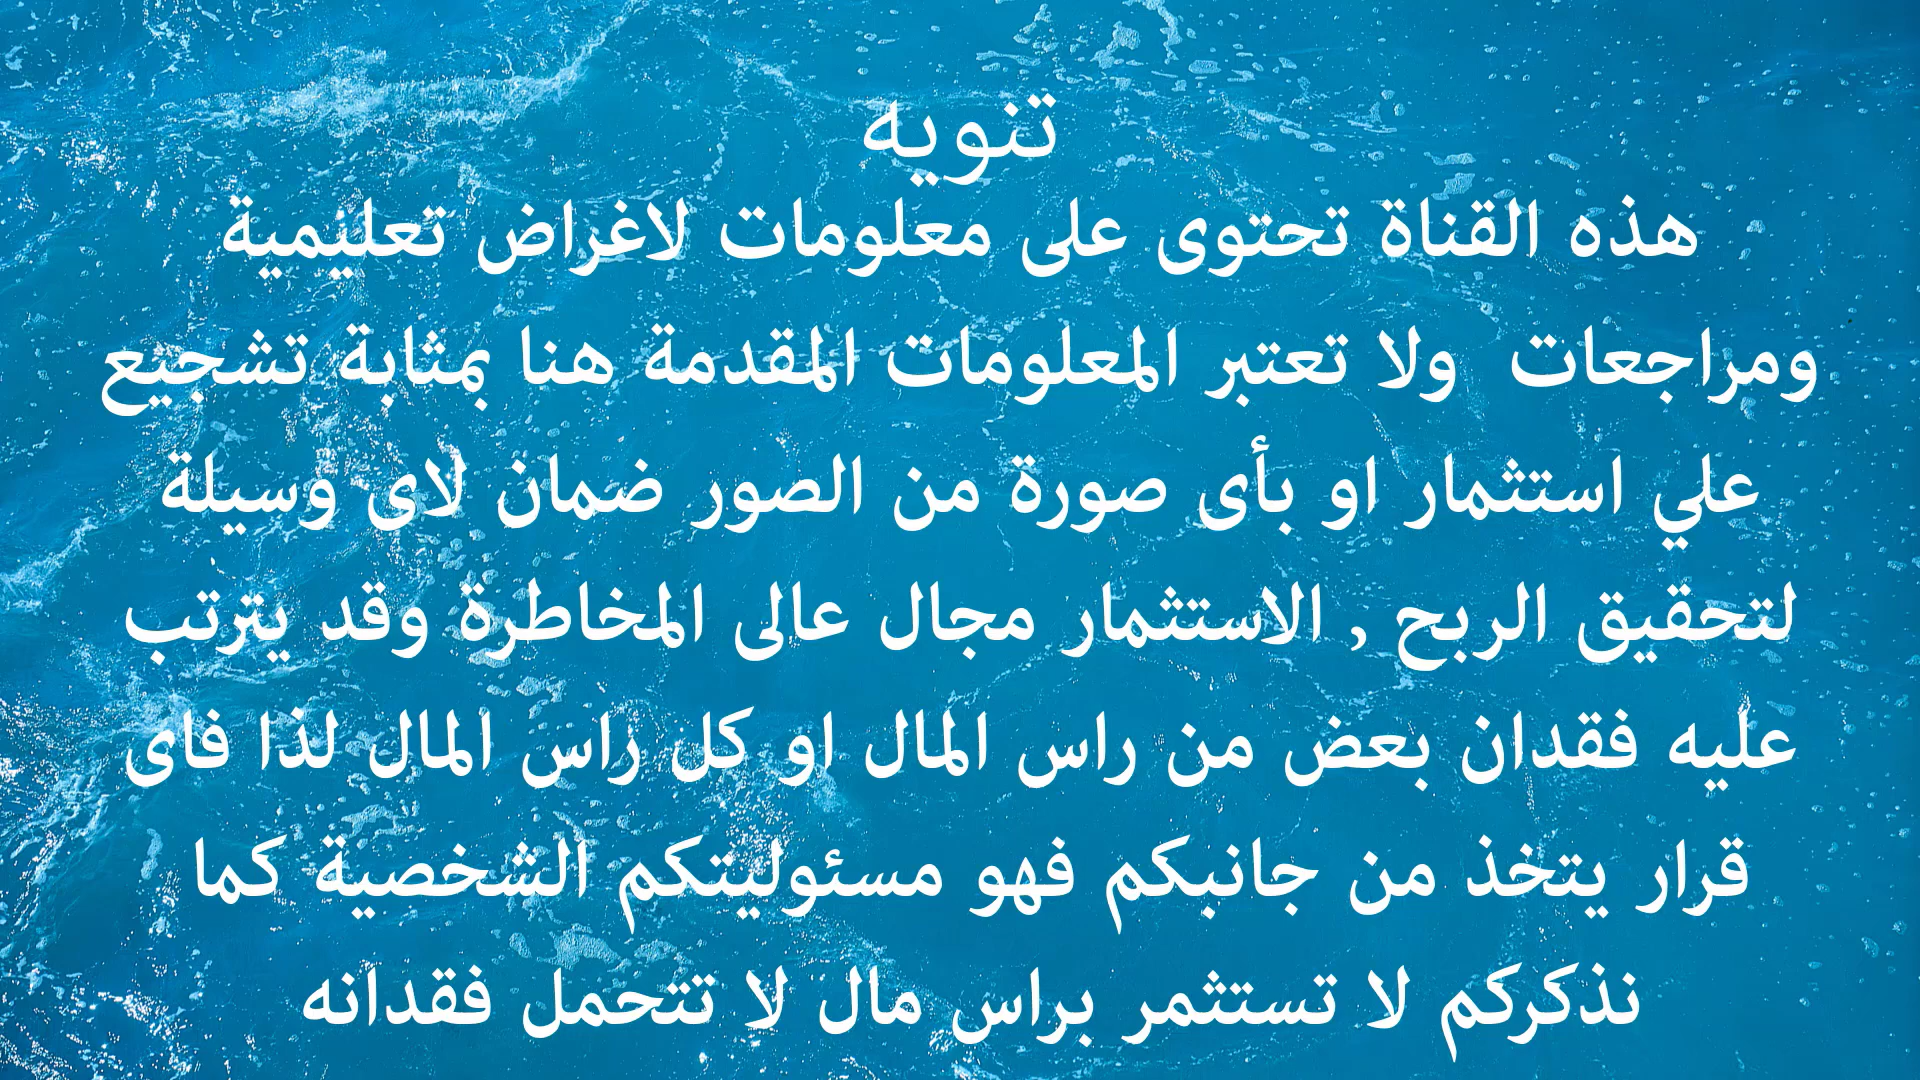 تنويه
هذه القناة تحتوى على معلومات لاغراض تعليمية
ومراجعات ولا تعتبر المعلومات المقدمة هنا بمثابة تشجيع
علي استثمار او بأى صورة من الصور ضمان لاى وسيلة
لتحقيق الربح , الاستثمار مجال عالى المخاطرة وقد يترتب
عليه فقدان بعض من راس المال او كل راس المال لذا فاى
قرار يتخذ من جانبكم فهو مسئوليتكم الشخصية كما
نذكركم لا تستثمر براس مال لا تتحمل فقدانه